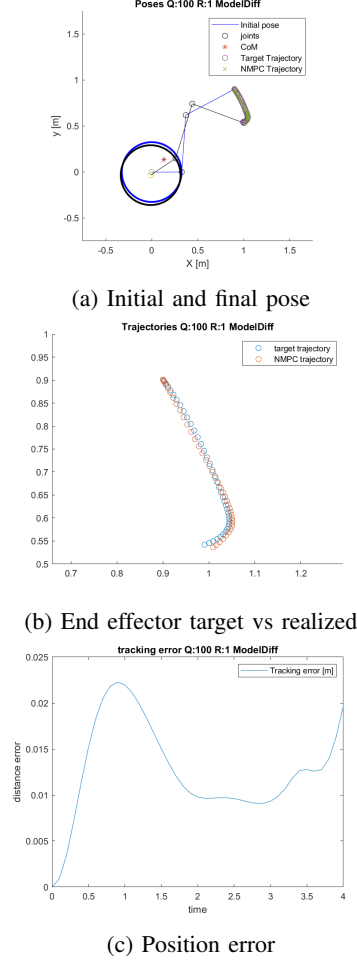 Poses Q:100 R:1 ModelDiff
Initial pose
joints
CoM
Target Trajectory
NMPC Trajectory
1.5
1
0.5
0
-0.5
y [m]
-0.5 0 0.5 1 1.5
X [m]
(a) Initial and final pose
Trajectories Q:100 R:1 ModelDiff
target trajectory
NMPC trajectory
1
0.95
0.9
0.85
0.8
0.75
0.7
0.65
0.6
0.55
0.5
0.7 0.8 0.9 1 1.1 1.2
(b) End effector target vs realized
tracking error Q:100 R:1 ModelDiff
Tracking error [m]
0.025
0.02
0.015
0.01
0.005
0
distance error
0 0.5 1 1.5 2 2.5 3 3.5 4
time
(c) Position error